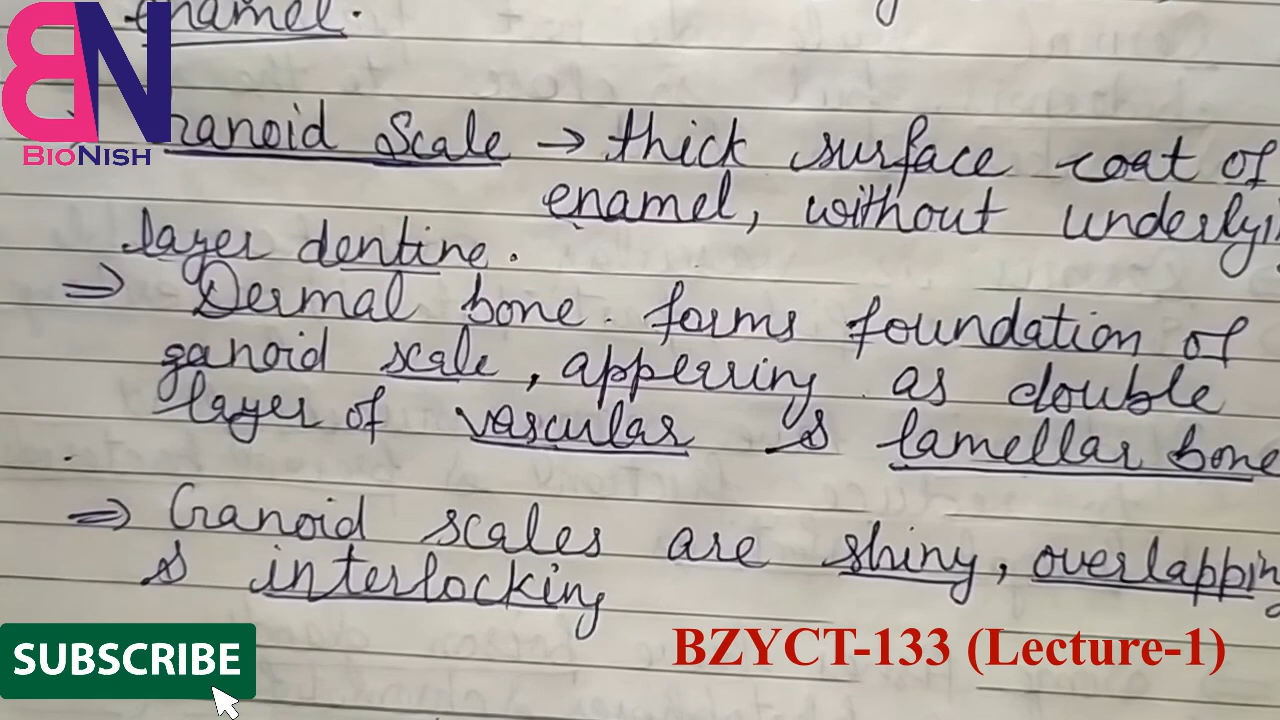 enamel.
BN
BIONISH
Ganoid Scale → thick surface coat of
enamel, without underlyi
layer dentine.
⇒ Dermal bone. forms foundation of
ganoid scale, apperring as double
layer of vascular & lamellar bone
⇒ Ganoid scales are shiny, overlapping
& interlocking
BZYCT-133 (Lecture-1)
SUBSCRIBE